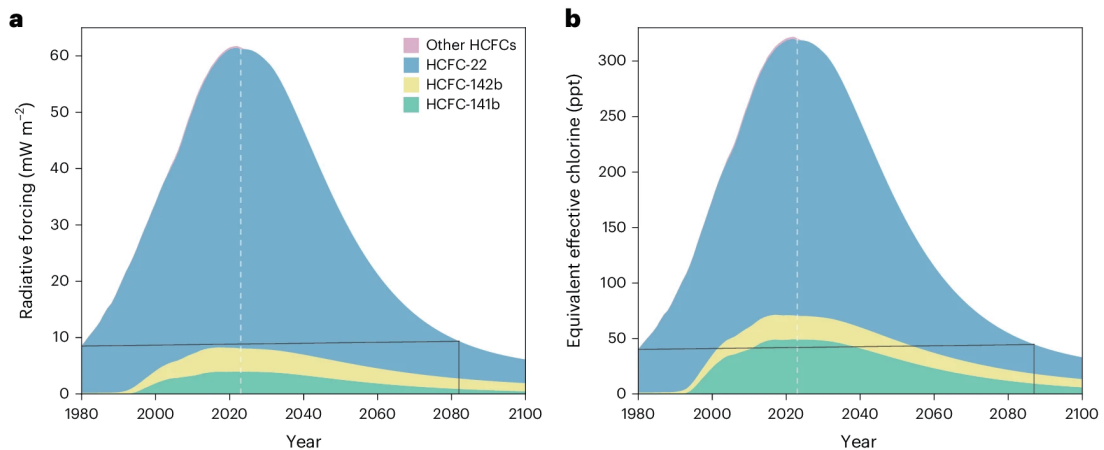 a
Radiative forcing (mW m⁻²)
60
50
40
30
20
10
0
Other HCFCs
HCFC-22
HCFC-142b
HCFC-141b
1980 2000 2020 2040 2060 2080 2100
Year
b
Equivalent effective chlorine (ppt)
300
250
200
150
100
50
0
1980 2000 2020 2040 2060 2080 2100
Year